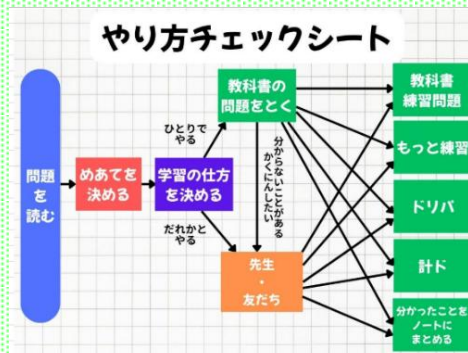 やり方チェックシート
問題
を
読む
めあてを
決める
学習の仕方
を決める
ひとりで
やる
だれかと
やる
教科書の
問題をとく
分からないことがある
かくにんしたい
先生
・
友だち
教科書
練習問題
もっと練習
ドリパ
計ド
分かったことを
ノートに
まとめる